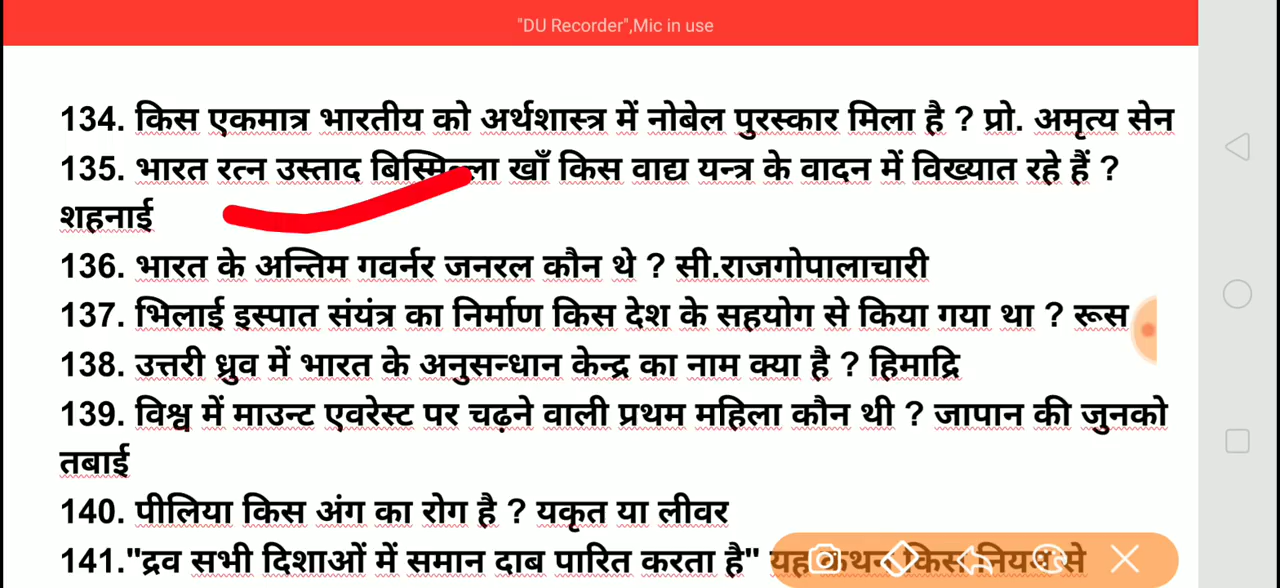 "DU Recorder",Mic in use
134. किस एकमात्र भारतीय को अर्थशास्त्र में नोबेल पुरस्कार मिला है ? प्रो. अमृत्य सेन
135. भारत रत्न उस्ताद बिस्मिल्ला खाँ किस वाद्य यन्त्र के वादन में विख्यात रहे हैं ?
शहनाई
136. भारत के अन्तिम गवर्नर जनरल कौन थे ? सी.राजगोपालाचारी
137. भिलाई इस्पात संयंत्र का निर्माण किस देश के सहयोग से किया गया था ? रूस
138. उत्तरी ध्रुव में भारत के अनुसन्धान केन्द्र का नाम क्या है ? हिमाद्रि
139. विश्व में माउन्ट एवरेस्ट पर चढ़ने वाली प्रथम महिला कौन थी ? जापान की जुनको
तबाई
140. पीलिया किस अंग का रोग है ? यकृत या लीवर
141."द्रव सभी दिशाओं में समान दाब पारित करता है" यह कथन किस नियम से